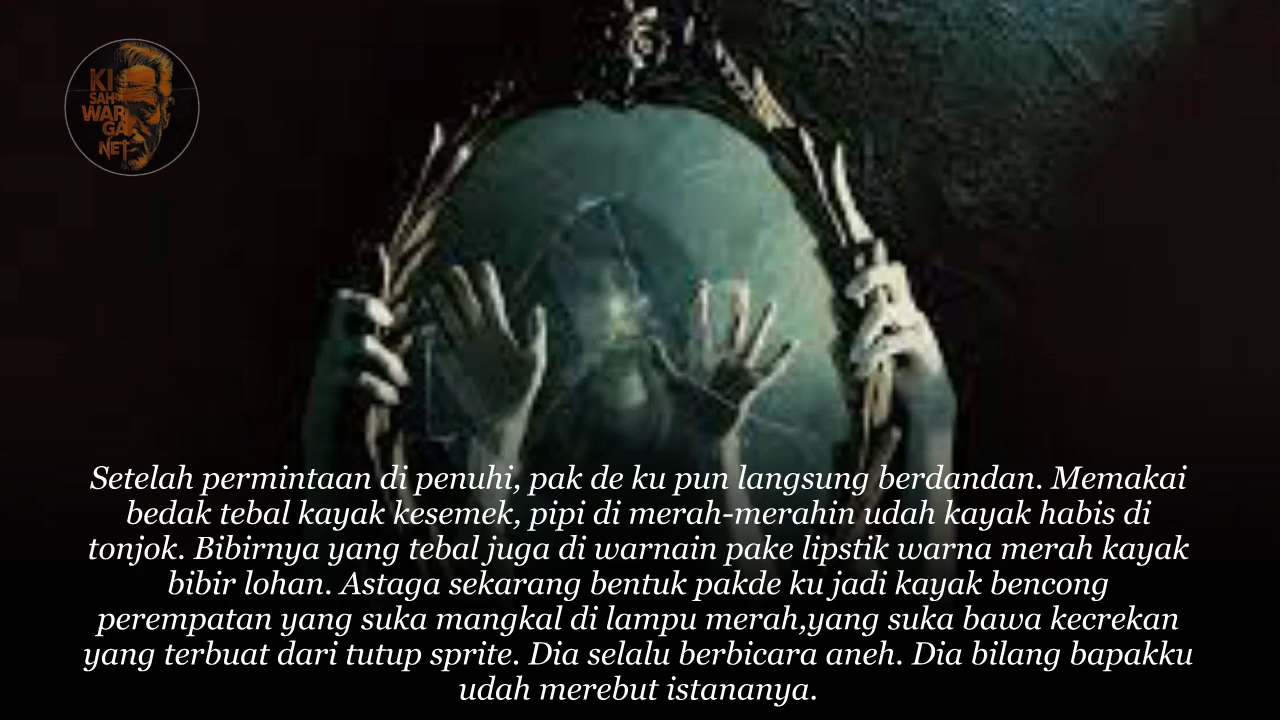 KI
SAH
WAR
GA
NET
Setelah permintaan di penuhi, pak de ku pun langsung berdandan. Memakai
bedak tebal kayak kesemek, pipi di merah-merahin udah kayak habis di
tonjok. Bibirnya yang tebal juga di warnain pake lipstik warna merah kayak
bibir lohan. Astaga sekarang bentuk pakde ku jadi kayak bencong
perempatan yang suka mangkal di lampu merah,yang suka bawa kecrekan
yang terbuat dari tutup sprite. Dia selalu berbicara aneh. Dia bilang bapakku
udah merebut istananya.